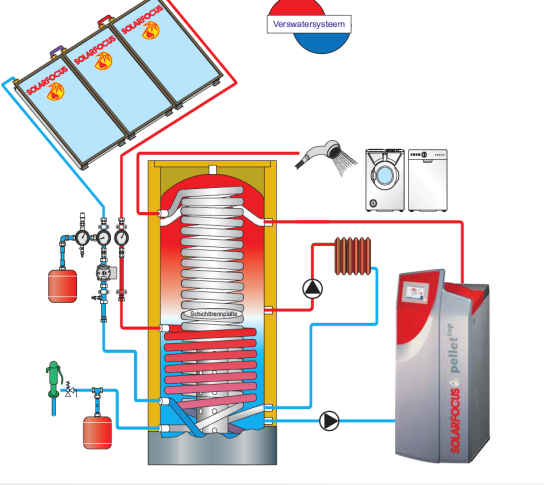 Verswatersysteem
SOLARFOCUS
SOLARFOCUS
SOLARFOCUS
Schichttrennplatte
SOLARFOCUS pellet top